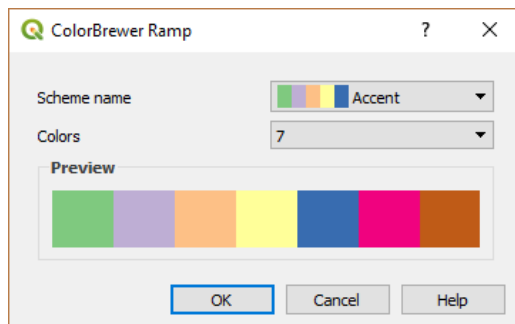 ColorBrewer Ramp ?
Scheme name Accent
Colors 7
Preview
OK Cancel Help